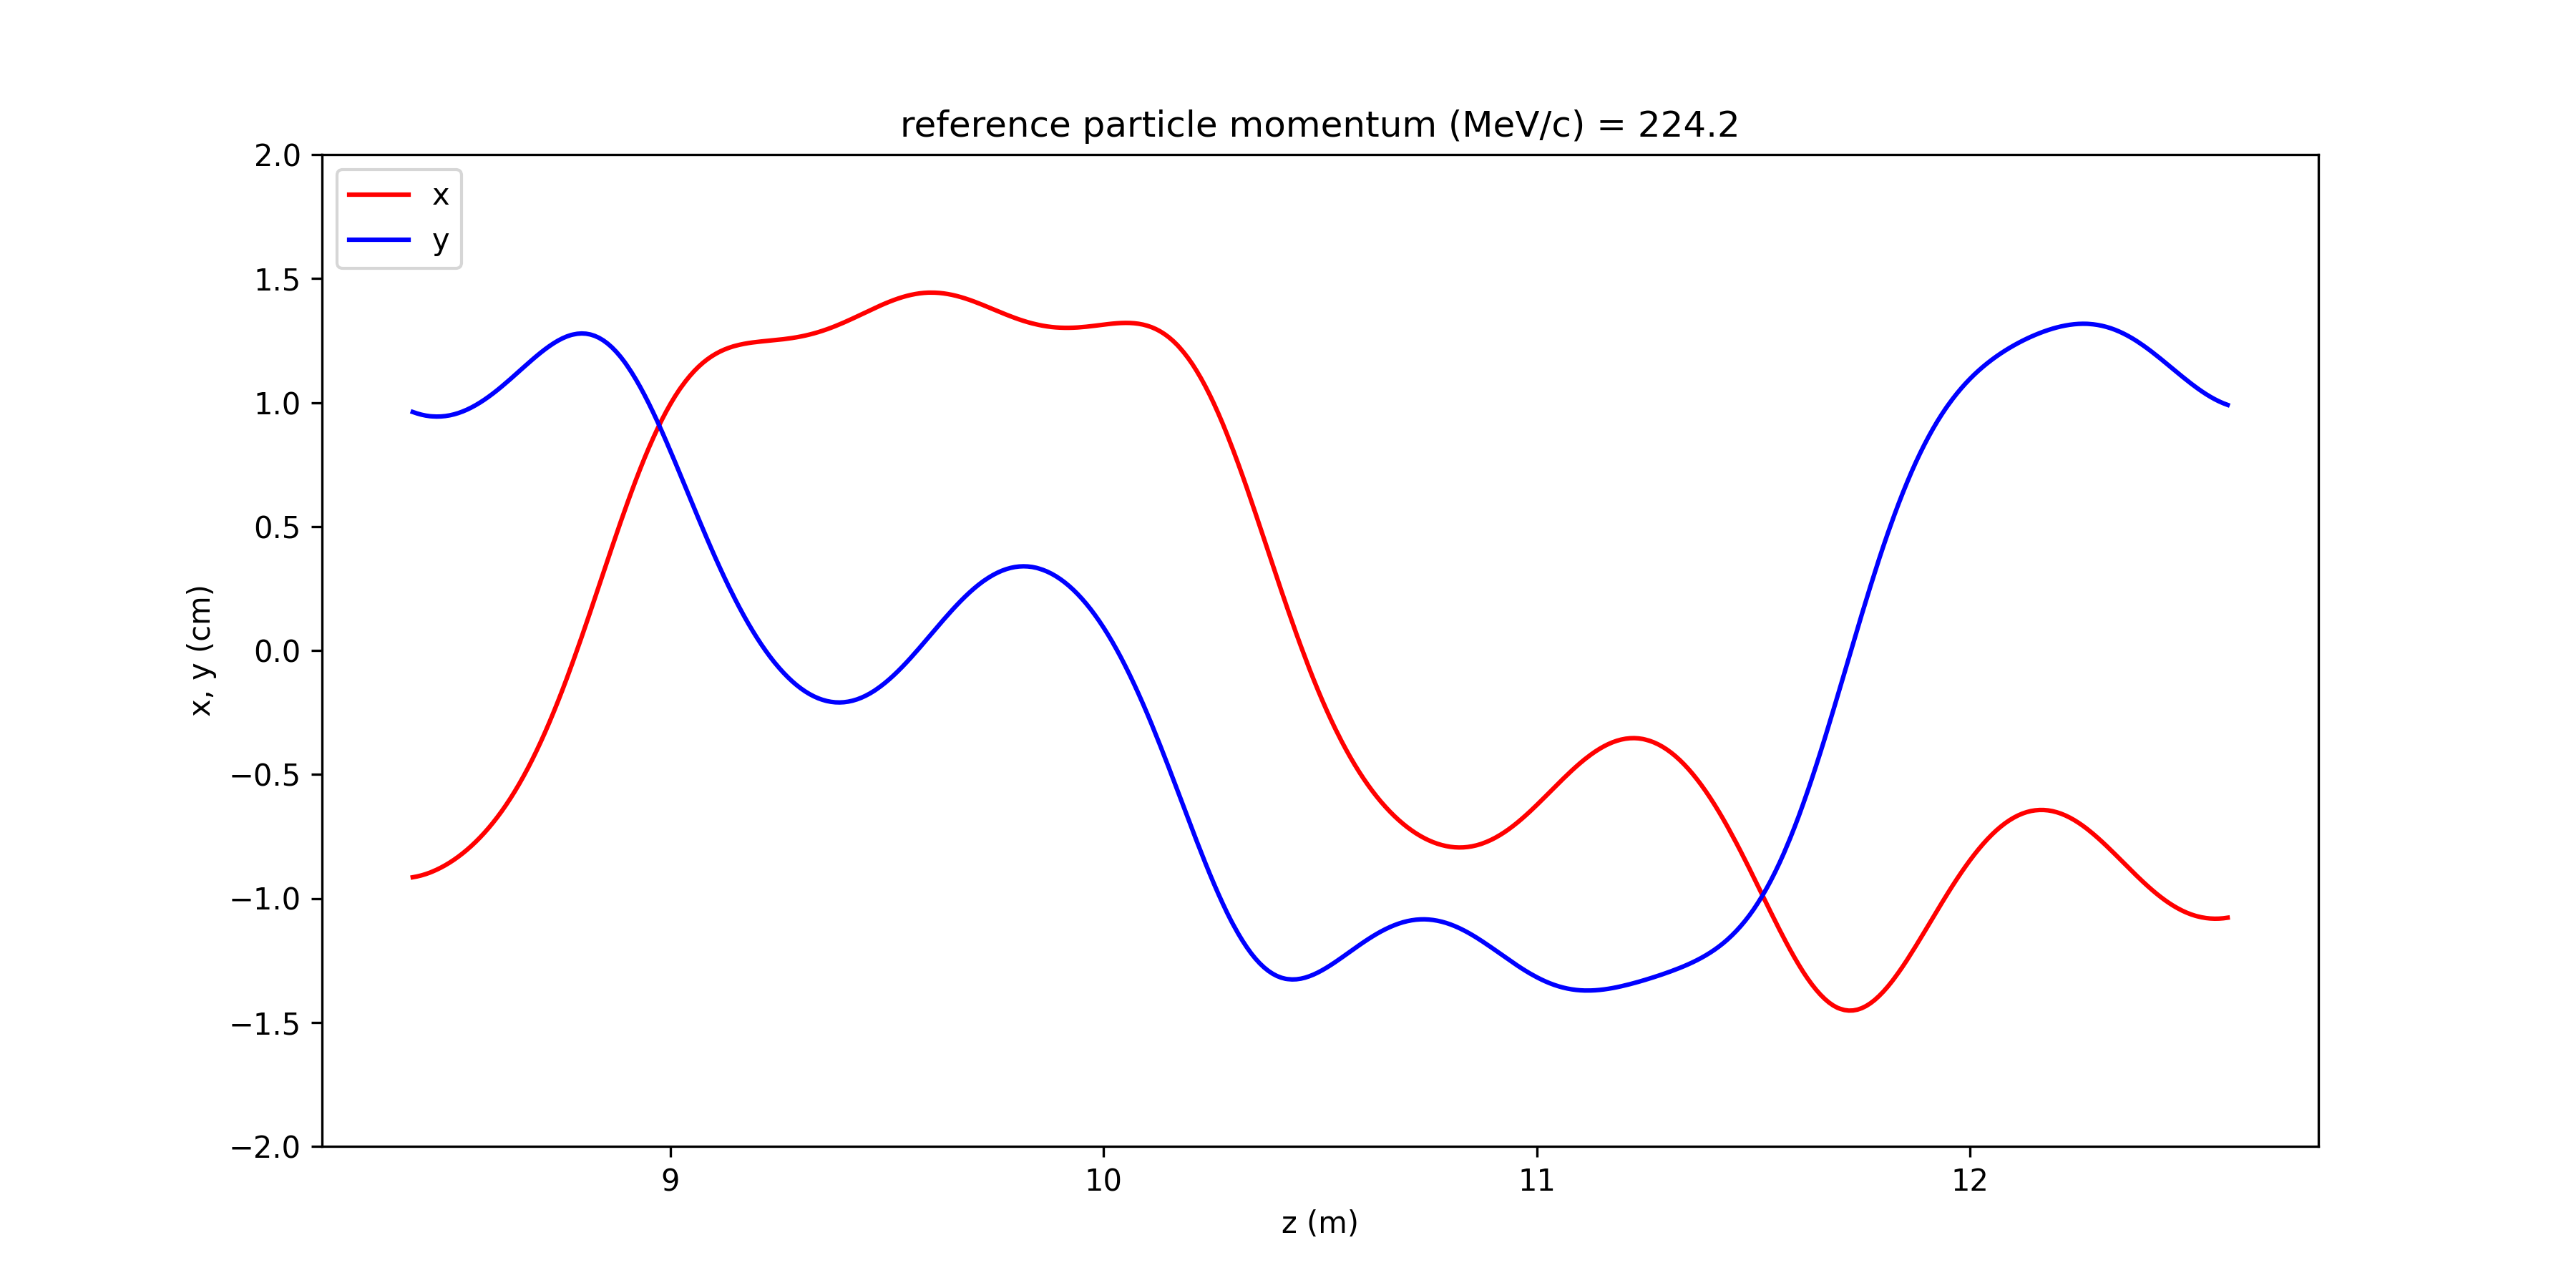 reference particle momentum (MeV/c) = 224.2
x
y
2.0
1.5
1.0
0.5
0.0
−0.5
−1.0
−1.5
−2.0
x, y (cm)
9
10
11
12
z (m)